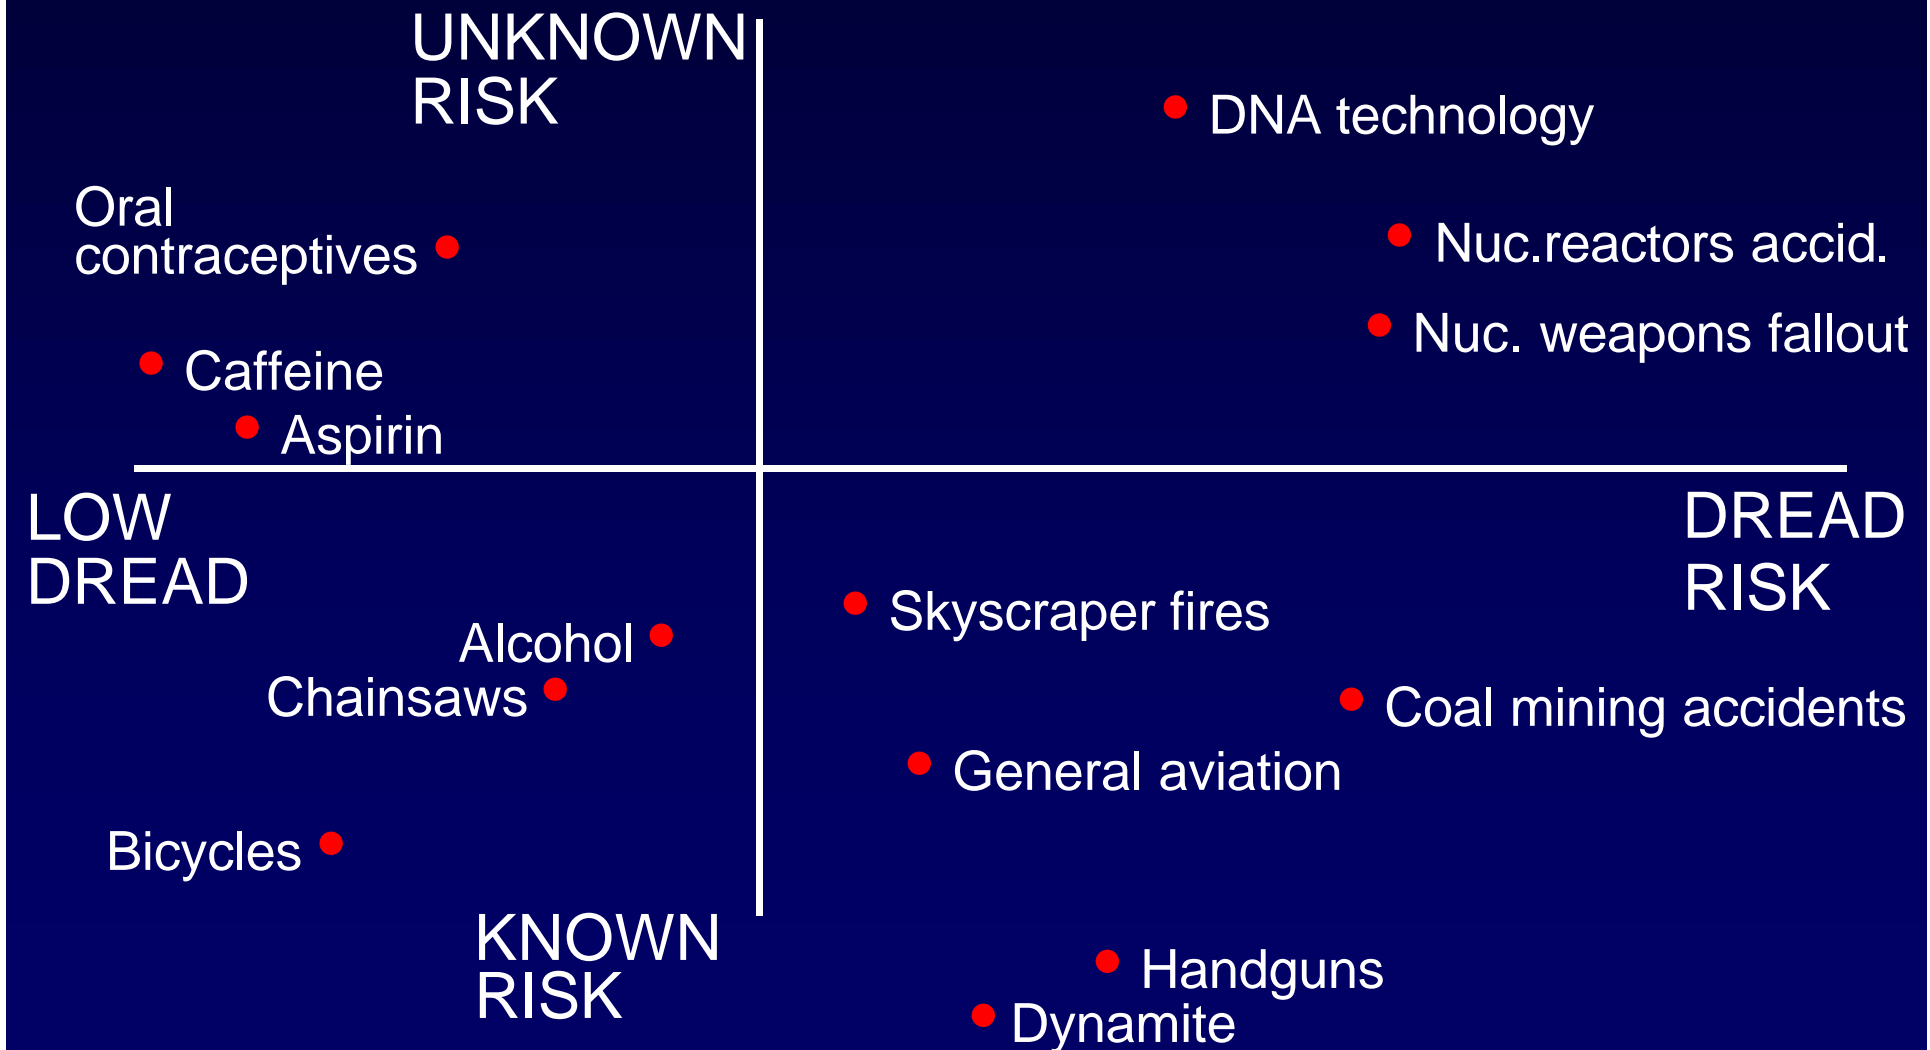 UNKNOWN
RISK
DNA technology
Oral
contraceptives
Nuc.reactors accid.
Nuc. weapons fallout
Caffeine
Aspirin
LOW
DREAD
DREAD
RISK
Skyscraper fires
Alcohol
Chainsaws
Coal mining accidents
General aviation
Bicycles
KNOWN
RISK
Handguns
Dynamite